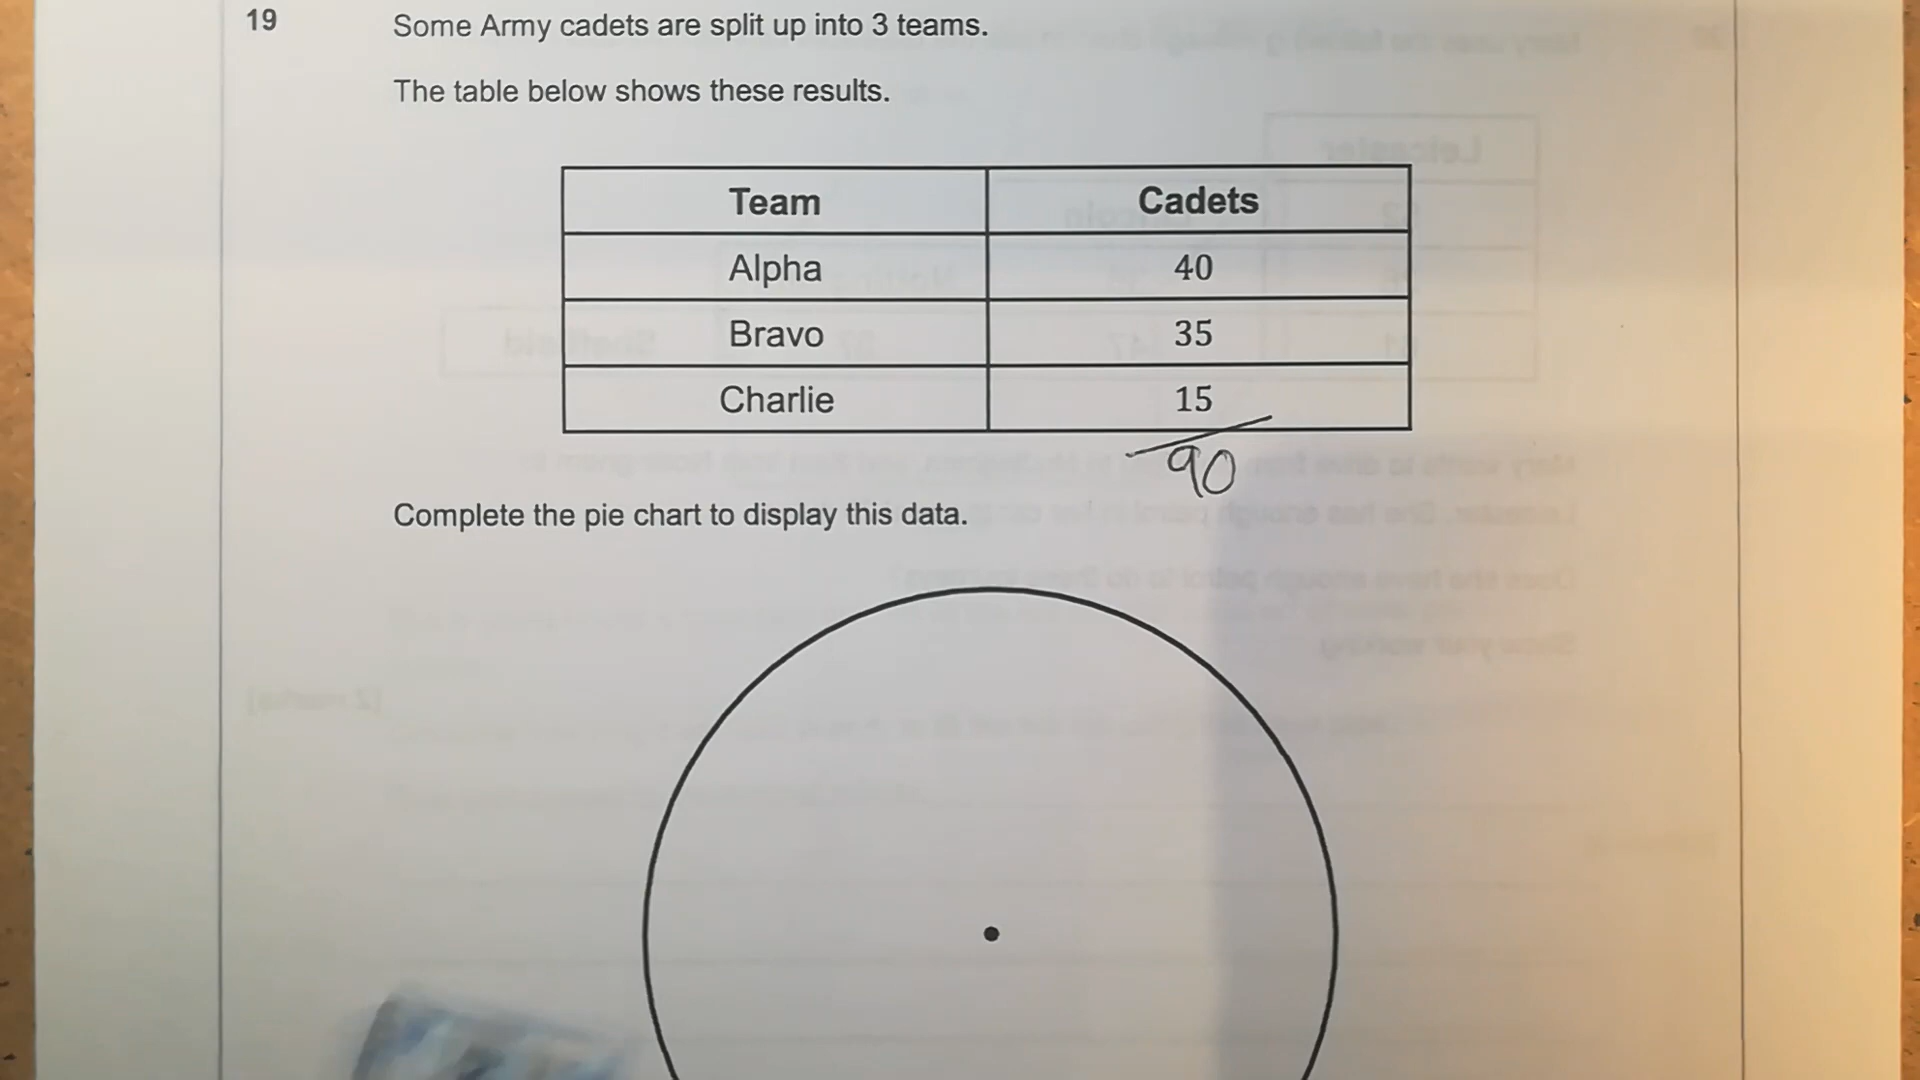 19 Some Army cadets are split up into 3 teams.
The table below shows these results.
Team Cadets
Alpha 40
Bravo 35
Charlie 15
90
Complete the pie chart to display this data.